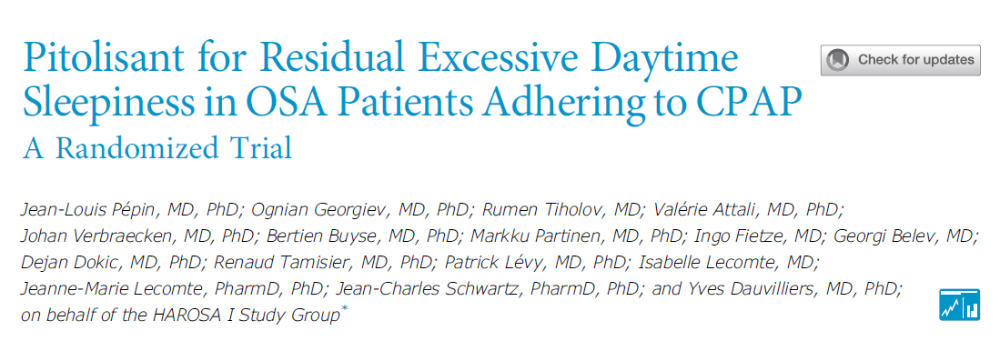 Pitolisant for Residual Excessive Daytime
Sleepiness in OSA Patients Adhering to CPAP
A Randomized Trial
Check for updates
Jean-Louis Pépin, MD, PhD; Ognian Georgiev, MD, PhD; Rumen Tiholov, MD; Valérie Attali, MD, PhD;
Johan Verbraecken, MD, PhD; Bertien Buyse, MD, PhD; Markku Partinen, MD, PhD; Ingo Fietze, MD; Georgi Belev, MD;
Dejan Dokic, MD, PhD; Renaud Tamisier, MD, PhD; Patrick Lévy, MD, PhD; Isabelle Lecomte, MD;
Jeanne-Marie Lecomte, PharmD, PhD; Jean-Charles Schwartz, PharmD, PhD; and Yves Dauvilliers, MD, PhD;
on behalf of the HAROSA I Study Group*